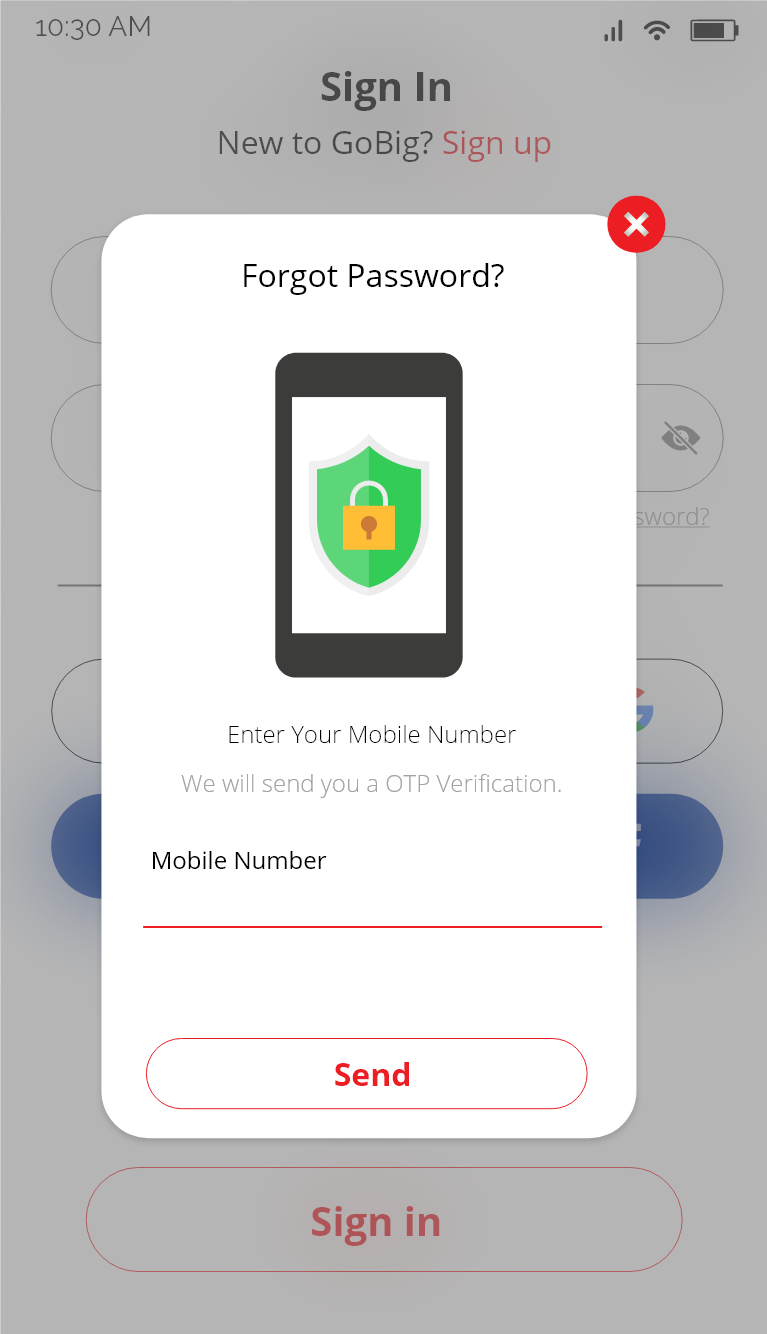 10:30 AM
Sign In
New to GoBig? Sign up
Forgot Password?
sword?
Enter Your Mobile Number
We will send you a OTP Verification.
Mobile Number
Send
Sign in